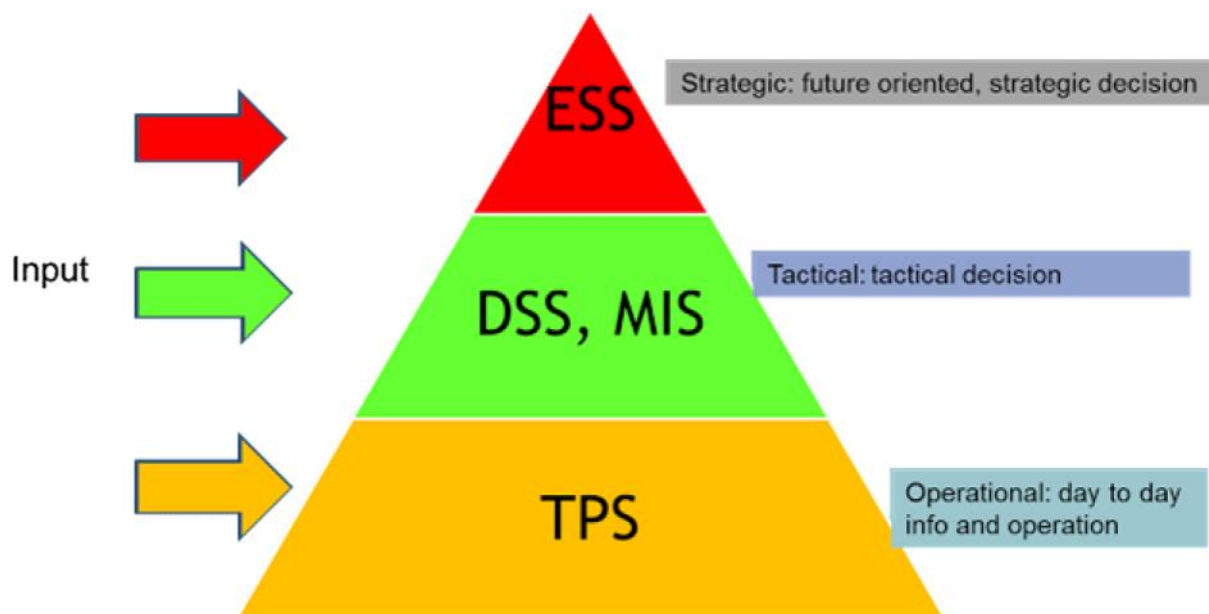 ESS
Strategic: future oriented, strategic decision
Input
DSS, MIS
Tactical: tactical decision
TPS
Operational: day to day
info and operation